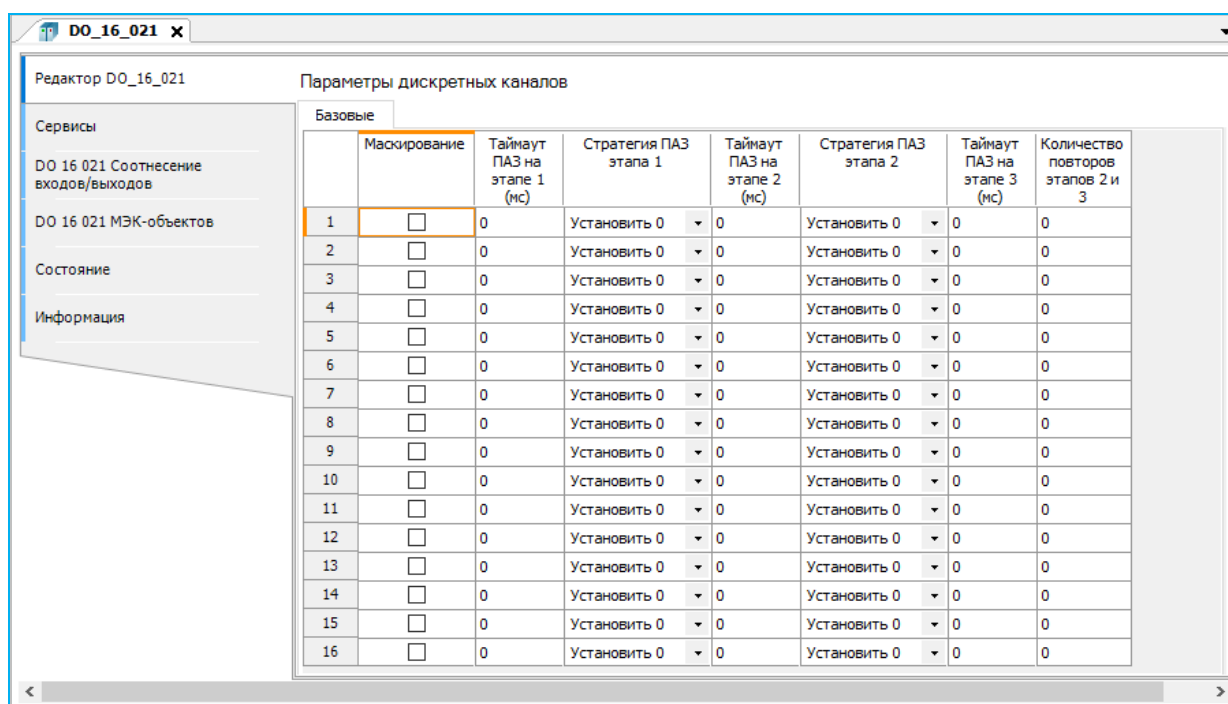 DO_16_021 X
Редактор DO_16_021
Сервисы
DO 16 021 Соотнесение
входов/выходов
DO 16 021 МЭК-объектов
Состояние
Информация
Параметры дискретных каналов
Базовые
Маскирование
Таймаут
ПАЗ на
этапе 1
(мс)
Стратегия ПАЗ
этапа 1
Таймаут
ПАЗ на
этапе 2
(мс)
Стратегия ПАЗ
этапа 2
Таймаут
ПАЗ на
этапе 3
(мс)
Количество
повторов
этапов 2 и
3
1 0 Установить 0 0 Установить 0 0 0
2 0 Установить 0 0 Установить 0 0 0
3 0 Установить 0 0 Установить 0 0 0
4 0 Установить 0 0 Установить 0 0 0
5 0 Установить 0 0 Установить 0 0 0
6 0 Установить 0 0 Установить 0 0 0
7 0 Установить 0 0 Установить 0 0 0
8 0 Установить 0 0 Установить 0 0 0
9 0 Установить 0 0 Установить 0 0 0
10 0 Установить 0 0 Установить 0 0 0
11 0 Установить 0 0 Установить 0 0 0
12 0 Установить 0 0 Установить 0 0 0
13 0 Установить 0 0 Установить 0 0 0
14 0 Установить 0 0 Установить 0 0 0
15 0 Установить 0 0 Установить 0 0 0
16 0 Установить 0 0 Установить 0 0 0